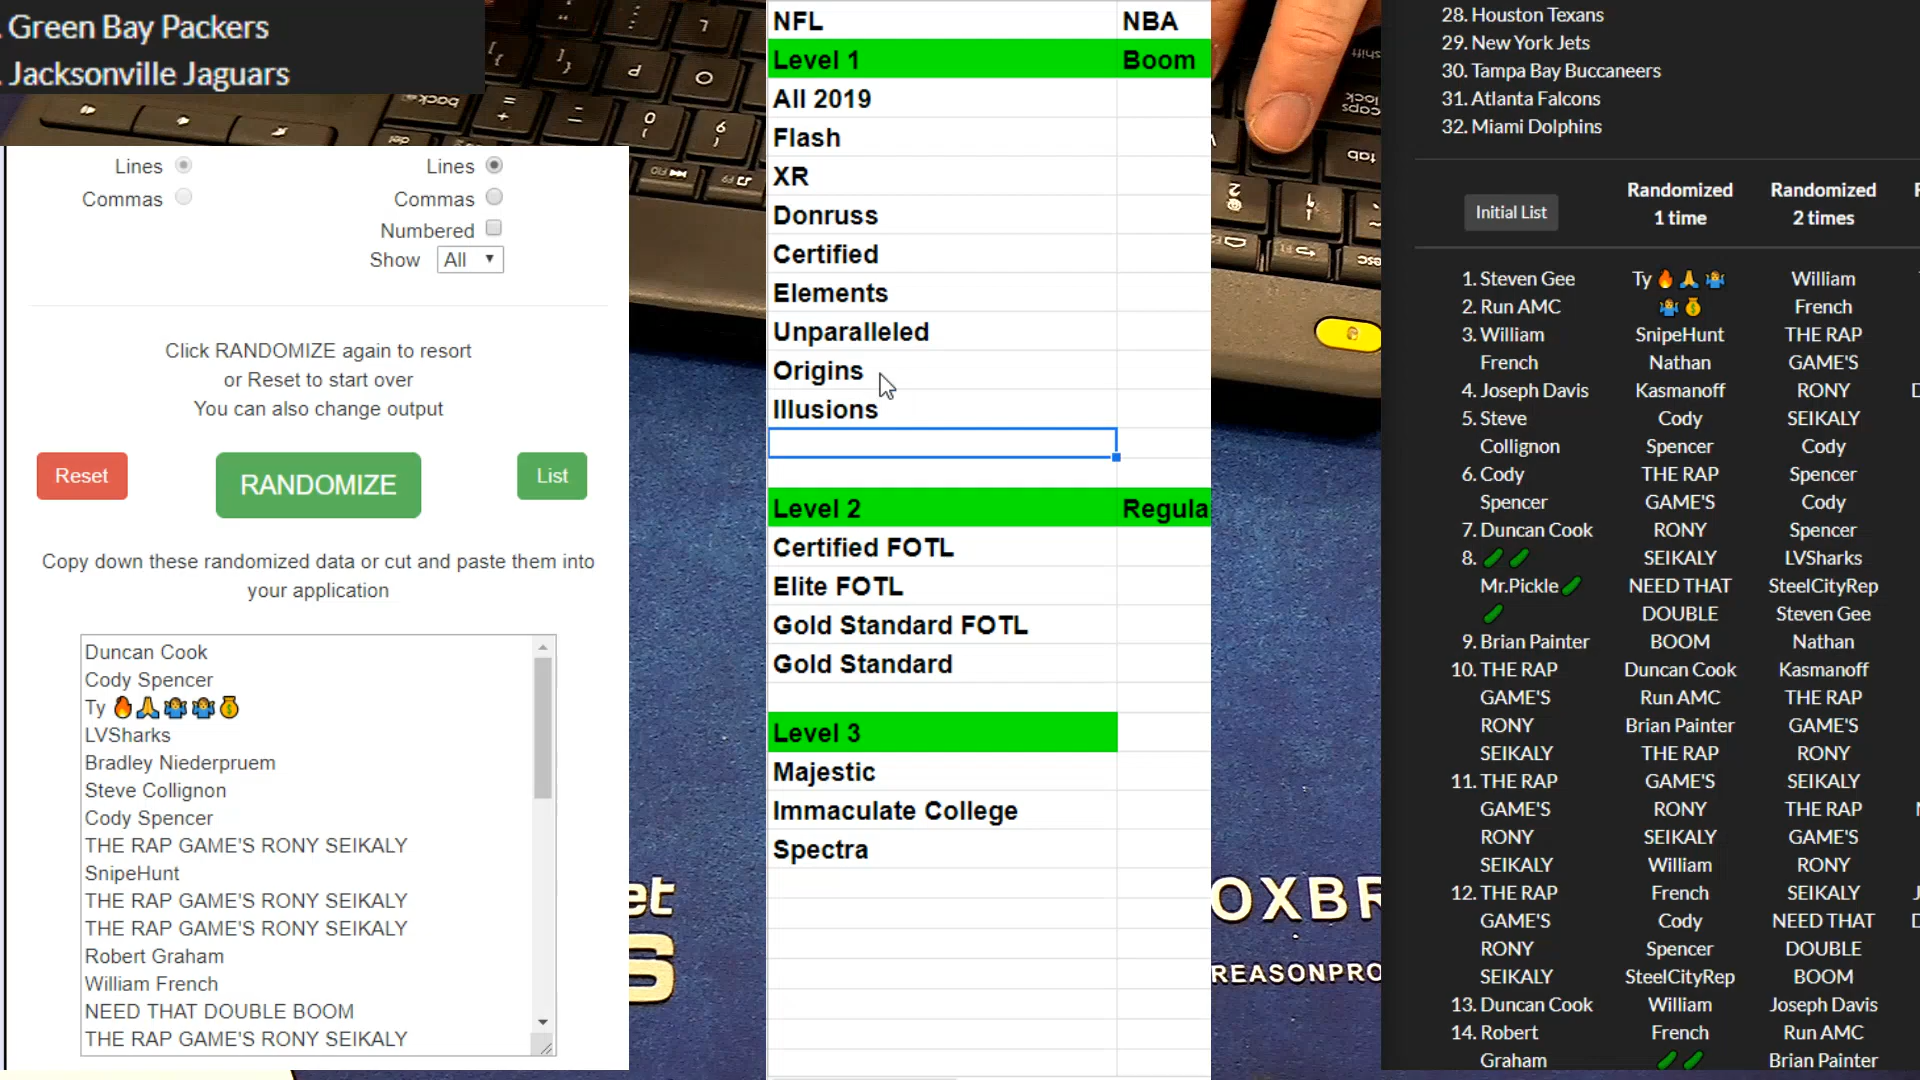 Green Bay Packers
Jacksonville Jaguars
Lines
Lines
Commas
Commas
Numbered
Show
All
Click RANDOMIZE again to resort
or Reset to start over
You can also change output
Reset
RANDOMIZE
List
Copy down these randomized data or cut and paste them into
your application
Duncan Cook
Cody Spencer
Ty 🔥🙏🤷🤷💰
LVSharks
Bradley Niederpruem
Steve Collignon
Cody Spencer
THE RAP GAME'S RONY SEIKALY
SnipeHunt
THE RAP GAME'S RONY SEIKALY
THE RAP GAME'S RONY SEIKALY
Robert Graham
William French
NEED THAT DOUBLE BOOM
THE RAP GAME'S RONY SEIKALY
NFL
NBA
Level 1
Boom
All 2019
Flash
XR
Donruss
Certified
Elements
Unparalleled
Origins
Illusions
Level 2
Regula
Certified FOTL
Elite FOTL
Gold Standard FOTL
Gold Standard
Level 3
Majestic
Immaculate College
Spectra
et
S
OXBR
REASONPRO
28. Houston Texans
29. New York Jets
30. Tampa Bay Buccaneers
31. Atlanta Falcons
32. Miami Dolphins
Initial List
Randomized
1 time
Randomized
2 times
1. Steven Gee
2. Run AMC
3. William
French
4. Joseph Davis
5. Steve
Collignon
6. Cody
Spencer
7. Duncan Cook
8. 🥒 🥒
Mr.Pickle🥒
🥒
9. Brian Painter
10. THE RAP
GAME'S
RONY
SEIKALY
11. THE RAP
GAME'S
RONY
SEIKALY
12. THE RAP
GAME'S
RONY
SEIKALY
13. Duncan Cook
14. Robert
Graham
Ty 🔥🙏🤷
🤷💰
SnipeHunt
Nathan
Kasmanoff
Cody
Spencer
THE RAP
GAME'S
RONY
SEIKALY
NEED THAT
DOUBLE
BOOM
Duncan Cook
Run AMC
Brian Painter
THE RAP
GAME'S
RONY
SEIKALY
William
French
Cody
Spencer
SteelCityRep
William
French
🥒 🥒
William
French
THE RAP
GAME'S
RONY
SEIKALY
Cody
Spencer
Cody
Spencer
LVSharks
SteelCityRep
Steven Gee
Nathan
Kasmanoff
THE RAP
GAME'S
RONY
SEIKALY
THE RAP
GAME'S
RONY
SEIKALY
NEED THAT
DOUBLE
BOOM
Joseph Davis
Run AMC
Brian Painter